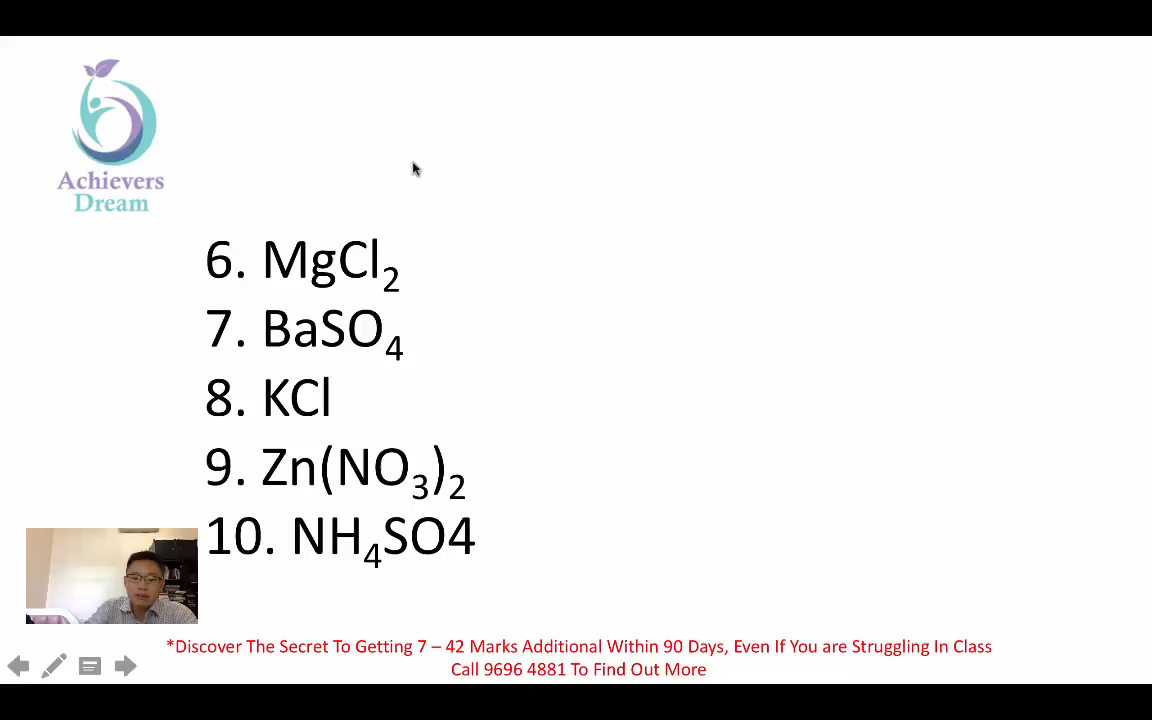 Achievers
Dream
6. MgCl₂
7. BaSO₄
8. KCl
9. Zn(NO₃)₂
10. NH₄SO4
*Discover The Secret To Getting 7 – 42 Marks Additional Within 90 Days, Even If You are Struggling In Class
Call 9696 4881 To Find Out More